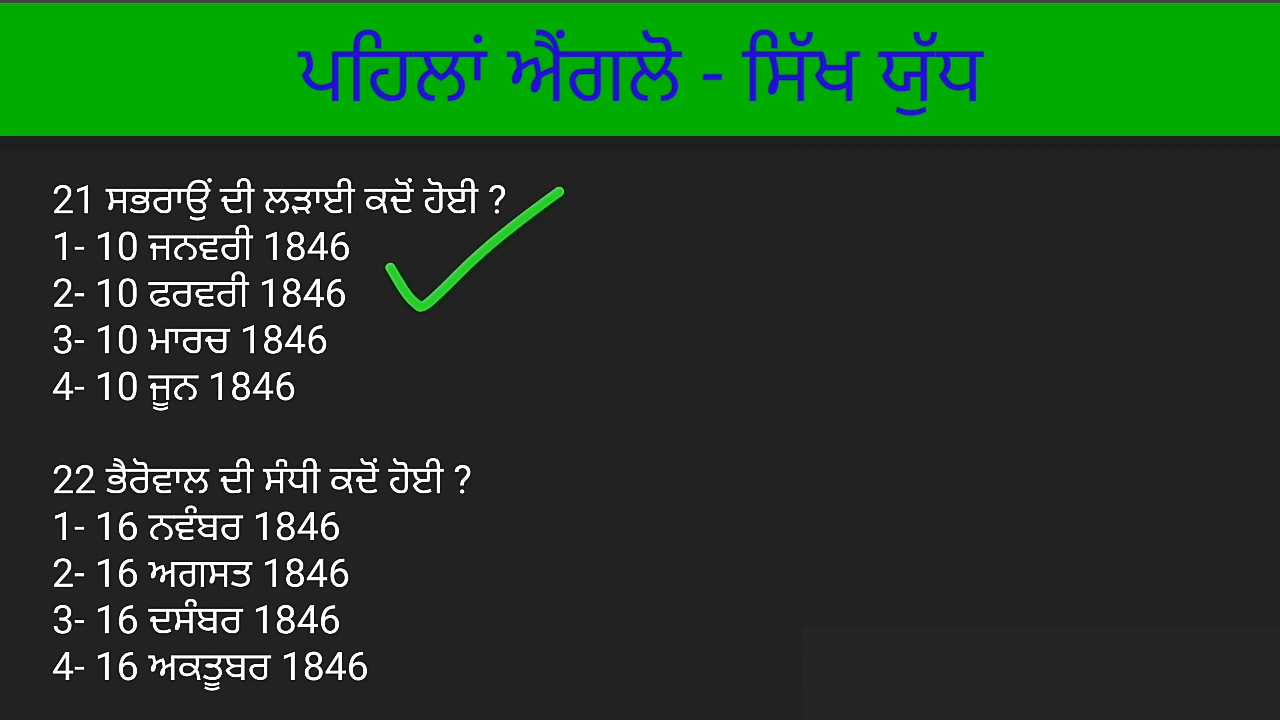 ਪਹਿਲਾਂ ਐਂਗਲੋ - ਸਿੱਖ ਯੁੱਧ
21 ਸਭਰਾਉਂ ਦੀ ਲੜਾਈ ਕਦੋਂ ਹੋਈ ?
1- 10 ਜਨਵਰੀ 1846
2- 10 ਫਰਵਰੀ 1846
3- 10 ਮਾਰਚ 1846
4- 10 ਜੂਨ 1846
22 ਭੈਰੋਵਾਲ ਦੀ ਸੰਧੀ ਕਦੋਂ ਹੋਈ ?
1- 16 ਨਵੰਬਰ 1846
2- 16 ਅਗਸਤ 1846
3- 16 ਦਸੰਬਰ 1846
4- 16 ਅਕਤੂਬਰ 1846